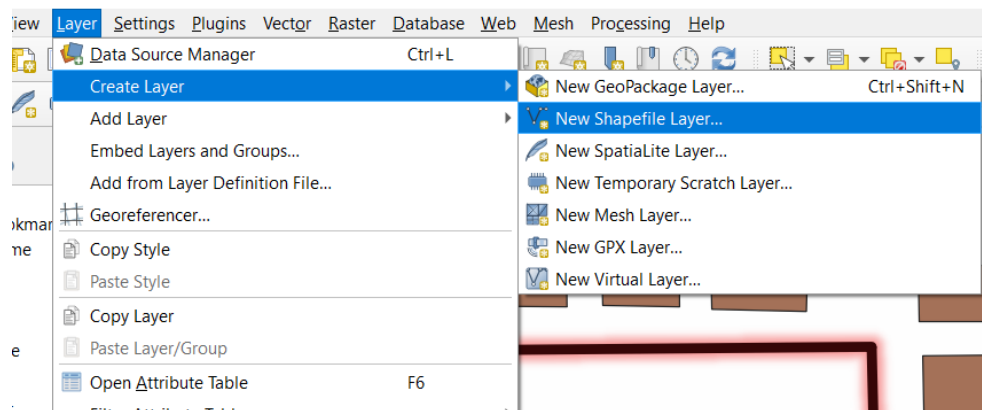 iew Layer Settings Plugins Vector Raster Database Web Mesh Processing Help
Data Source Manager Ctrl+L
Create Layer
Add Layer
Embed Layers and Groups...
Add from Layer Definition File...
Georeferencer...
Copy Style
Paste Style
Copy Layer
Paste Layer/Group
Open Attribute Table F6
New GeoPackage Layer... Ctrl+Shift+N
New Shapefile Layer...
New SpatiaLite Layer...
New Temporary Scratch Layer...
New Mesh Layer...
New GPX Layer...
New Virtual Layer...
okmar
me
e